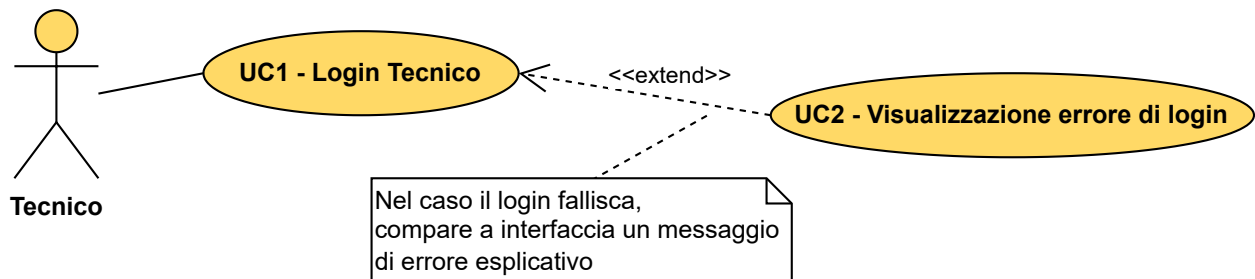 UC1 - Login Tecnico
<<extend>>
UC2 - Visualizzazione errore di login
Tecnico
Nel caso il login fallisca,
compare a interfaccia un messaggio
di errore esplicativo